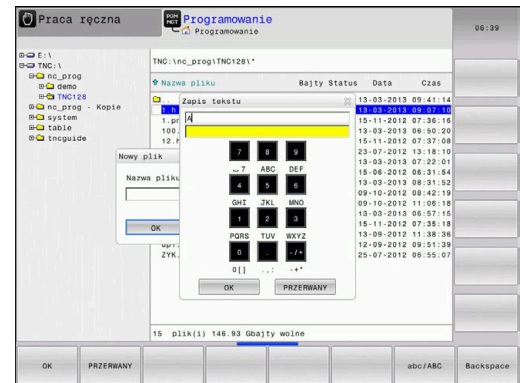 Praca ręczna
PGM MGT
Programowanie
Programowanie
06:39
E:\
TNC:\
nc_prog
demo
TNC128
nc_prog - Kopie
system
table
tncguide
TNC:\nc_prog\TNC128\*
Nazwa pliku Bajty Status Data Czas
..
13-03-2013 09:41:14
1.h 13-03-2013 09:07:10
1.pr 15-11-2012 07:36:16
100. 13-03-2013 06:50:20
12.h 15-11-2012 07:37:08
23-07-2012 13:18:10
13-03-2013 07:22:01
15-06-2012 06:31:54
13-03-2013 08:31:52
09-10-2012 08:42:19
09-10-2012 11:06:18
13-03-2013 06:57:15
15-11-2012 07:35:18
13-09-2012 11:38:36
12-09-2012 09:51:39
ZYK. 25-07-2012 06:55:07
Nowy plik
Nazwa pliku
OK
Zapis tekstu
A
7 8 9
7 ABC DEF
4 5 6
GHI JKL MNO
1 2 3
PQRS TUV WXYZ
0 . -/+
0[] .,: -+*
OK PRZERWANY
15 plik(i) 146.93 Gbajty wolne
OK PRZERWANY abc/ABC Backspace